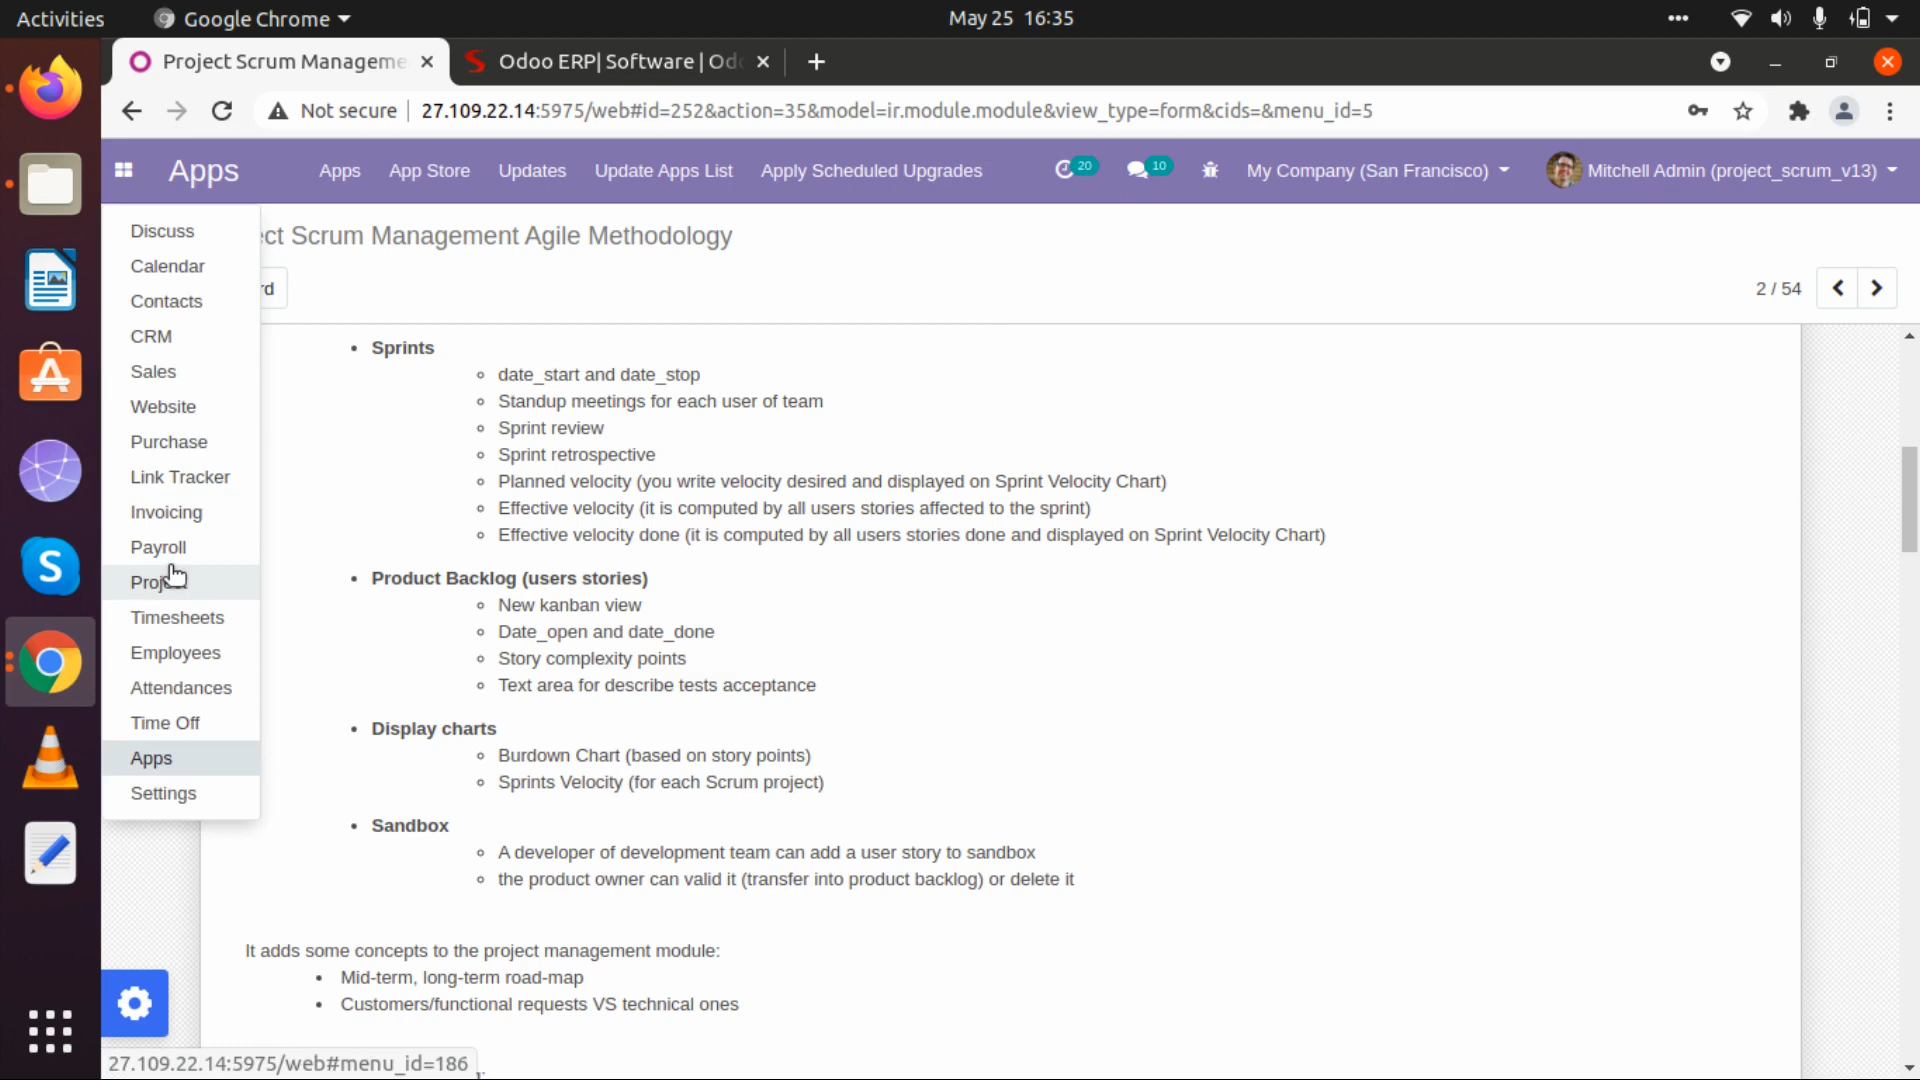 Activities
Google Chrome
May 25 16:35
Project Scrum Manageme
Odoo ERP| Software | Odo
Not secure
27.109.22.14:5975/web#id=252&action=35&model=ir.module.module&view_type=form&cids=&menu_id=5
Apps
Apps
App Store
Updates
Update Apps List
Apply Scheduled Upgrades
20
10
My Company (San Francisco)
Mitchell Admin (project_scrum_v13)
ect Scrum Management Agile Methodology
rd
2 / 54
Discuss
Calendar
Contacts
CRM
Sales
Website
Purchase
Link Tracker
Invoicing
Payroll
Project
Timesheets
Employees
Attendances
Time Off
Apps
Settings
• Sprints
date_start and date_stop
Standup meetings for each user of team
Sprint review
Sprint retrospective
Planned velocity (you write velocity desired and displayed on Sprint Velocity Chart)
Effective velocity (it is computed by all users stories affected to the sprint)
Effective velocity done (it is computed by all users stories done and displayed on Sprint Velocity Chart)
• Product Backlog (users stories)
New kanban view
Date_open and date_done
Story complexity points
Text area for describe tests acceptance
• Display charts
Burdown Chart (based on story points)
Sprints Velocity (for each Scrum project)
• Sandbox
A developer of development team can add a user story to sandbox
the product owner can valid it (transfer into product backlog) or delete it
It adds some concepts to the project management module:
• Mid-term, long-term road-map
• Customers/functional requests VS technical ones
27.109.22.14:5975/web#menu_id=186